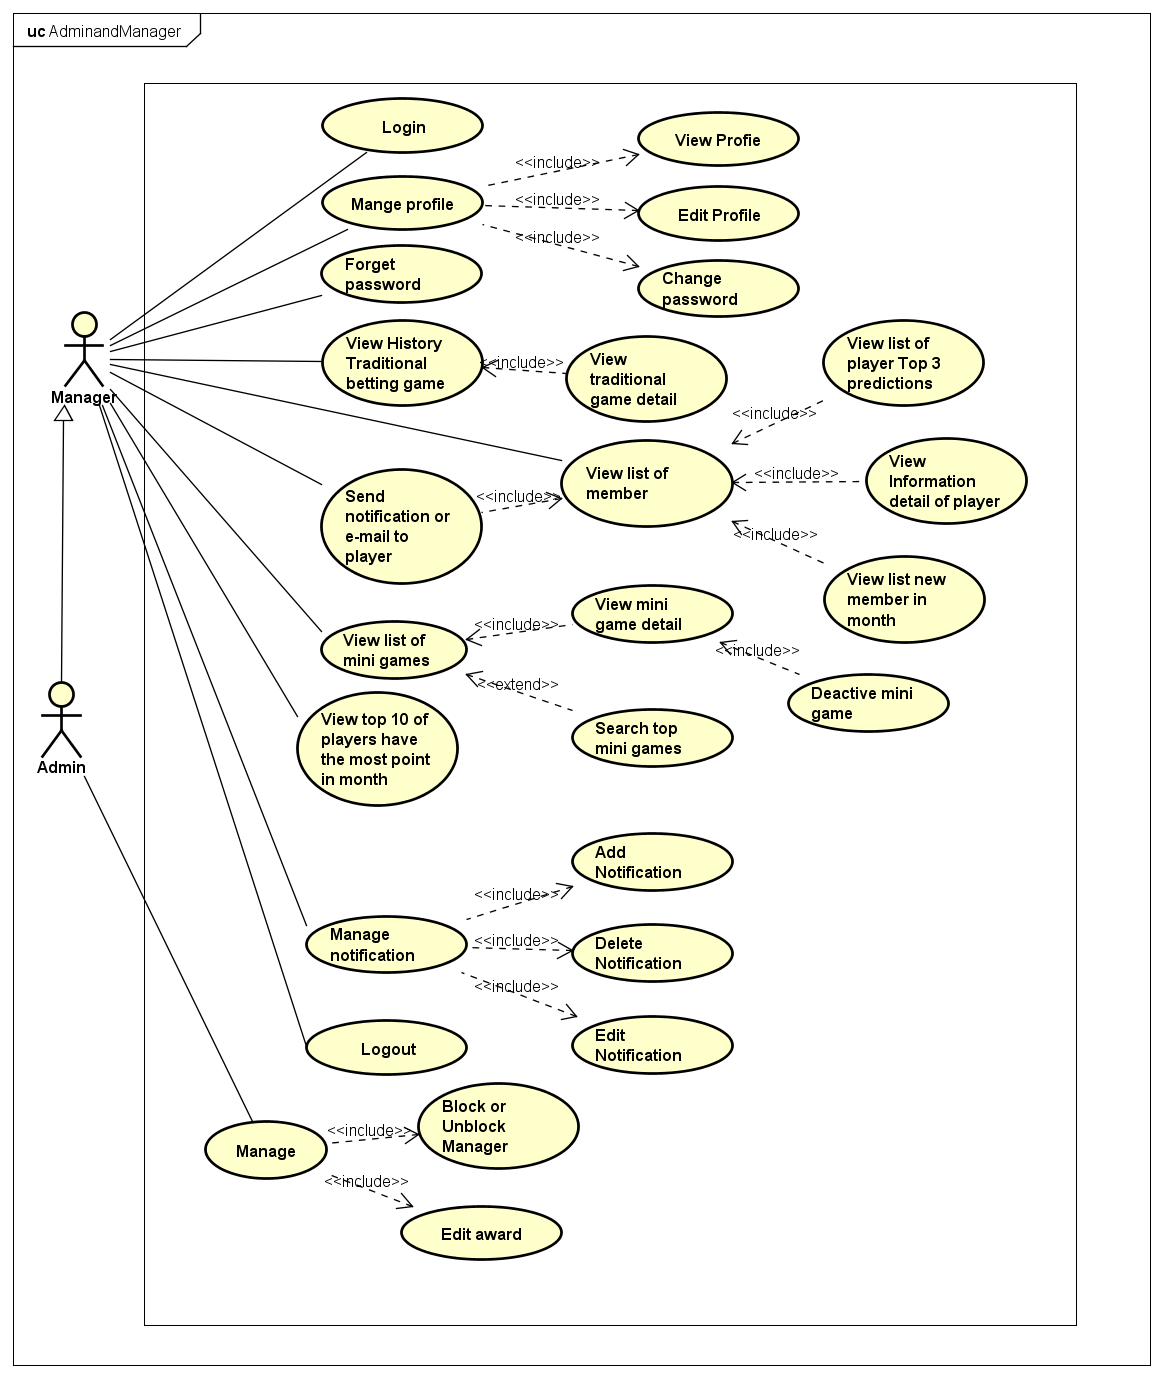 uc AdminandManager
Login
View Profie
<<include>>
Mange profile
<<include>>
Edit Profile
<<include>>
Forget
password
Change
password
Manager
View History
Traditional
betting game
<<include>>
View
traditional
game detail
View list of
player Top 3
predictions
<<include>>
View list of
member
<<include>>
View
Information
detail of player
Send
notification or
e-mail to
player
<<include>>
<<include>>
View list new
member in
month
View list of
mini games
<<include>>
View mini
game detail
<<include>>
Deactive mini
game
<<extend>>
Search top
mini games
View top 10 of
players have
the most point
in month
Admin
Add
Notification
<<include>>
Manage
notification
<<include>>
Delete
Notification
<<include>>
Edit
Notification
Logout
Block or
Unblock
Manager
<<include>>
Manage
<<include>>
Edit award